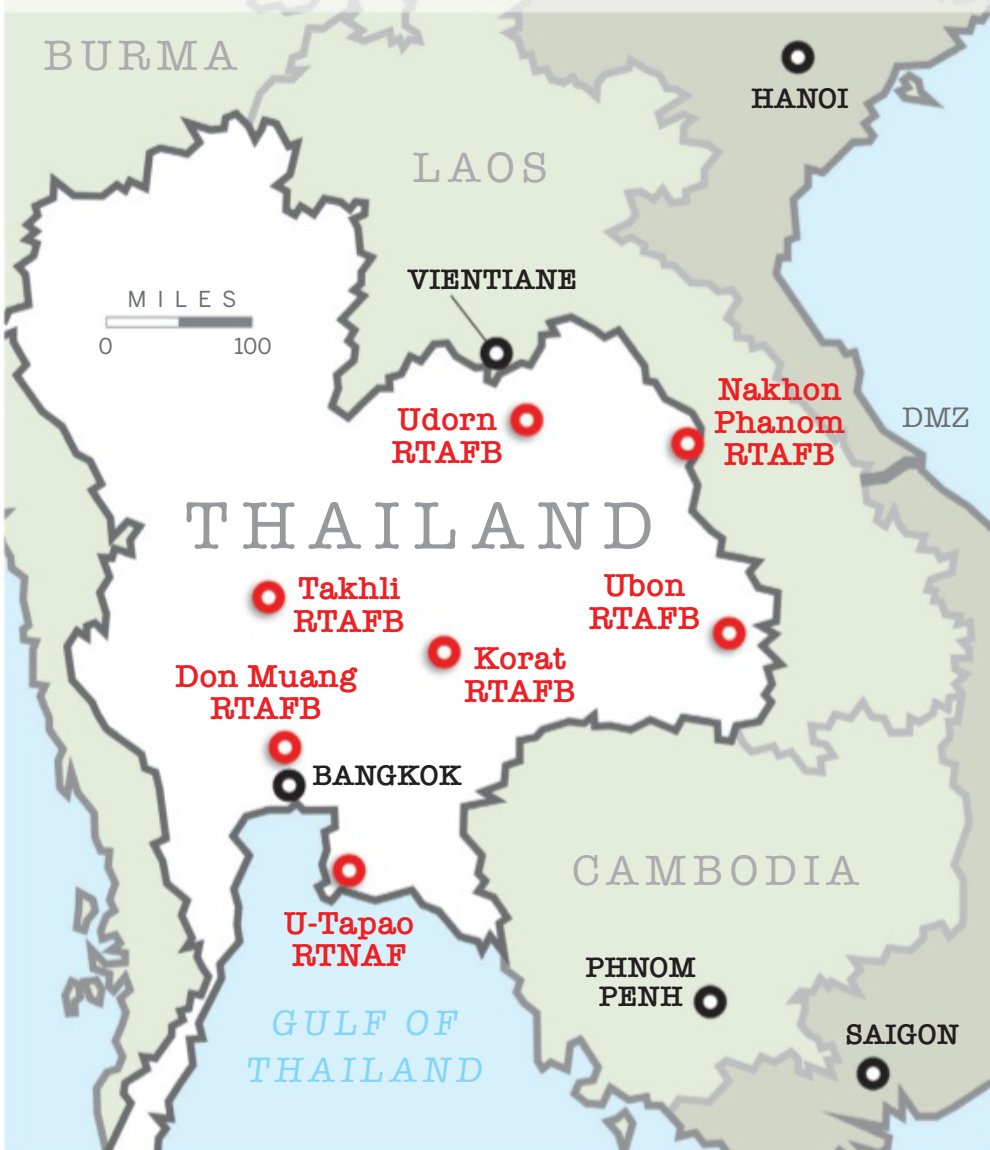 BURMA
HANOI
LAOS
VIENTIANE
MILES
0 100
Nakhon
Phanom
RTAFB
DMZ
Udorn
RTAFB
THAILAND
Takhli
RTAFB
Ubon
RTAFB
Korat
RTAFB
Don Muang
RTAFB
BANGKOK
CAMBODIA
U-Tapao
RTNAF
PHNOM
PENH
GULF OF
THAILAND
SAIGON